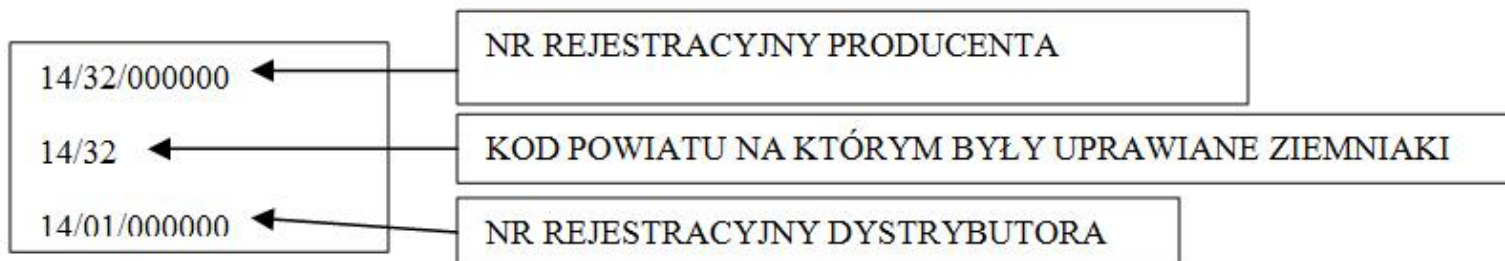 14/32/000000
NR REJESTRACYJNY PRODUCENTA
14/32
KOD POWIATU NA KTÓRYM BYŁY UPRAWIANE ZIEMNIAKI
14/01/000000
NR REJESTRACYJNY DYSTRYBUTORA